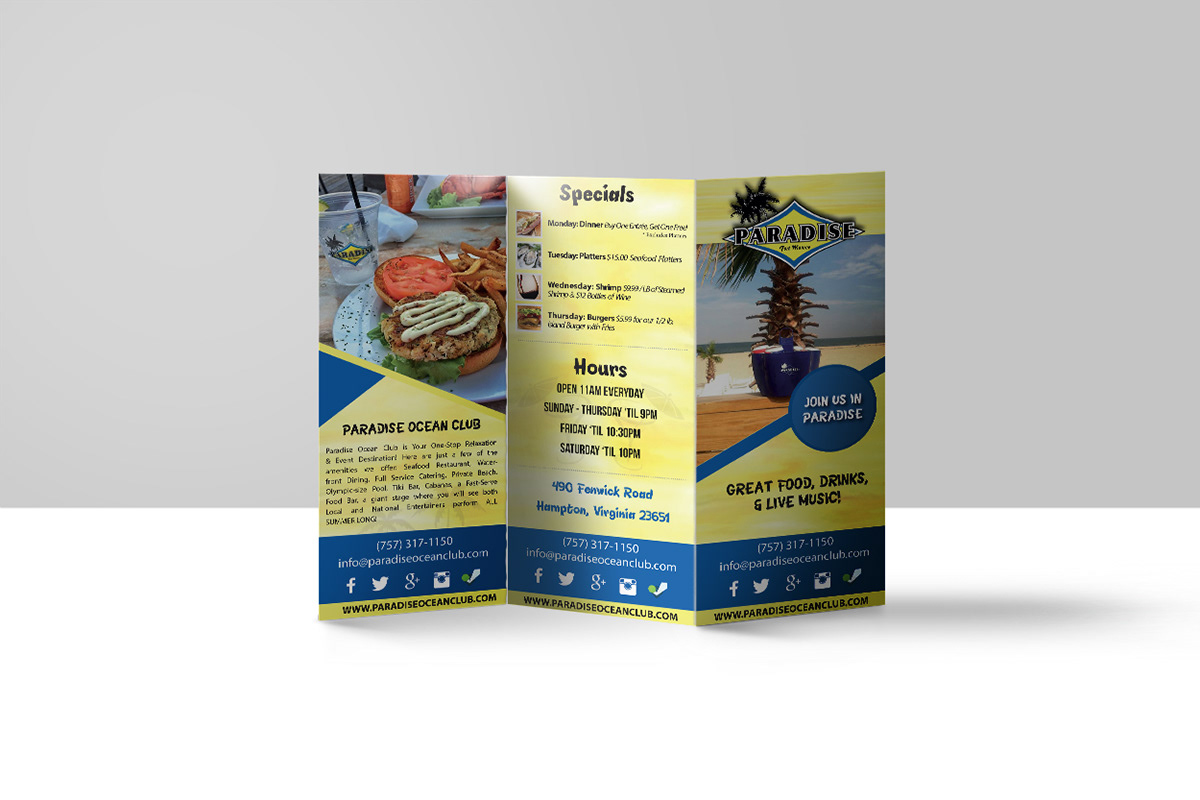 PARADISE
PARADISE OCEAN CLUB
Paradise Ocean Club is Your One-Stop Relaxation
& Event Destination! Here are just a few of the
amenities we offer: Seafood Restaurant, Water-
front Dining, Full Service Catering, Private Beach,
Olympic-size Pool, Tiki Bar, Cabanas, a Fast-Serve
Food Bar, a giant stage where you will see both
Local and National Entertainers perform ALL
SUMMER LONG!
(757) 317-1150
info@paradiseoceanclub.com
WWW.PARADISEOCEANCLUB.COM
Specials
Monday: Dinner Buy One Entrée, Get One Free!
* Includes Platters
Tuesday: Platters $15.00 Seafood Platters
Wednesday: Shrimp $9.99 / LB of Steamed
Shrimp & $12 Bottles of Wine
Thursday: Burgers $5.99 for our 1/2 lb.
Island Burger with Fries
Hours
OPEN 11AM EVERYDAY
SUNDAY - THURSDAY 'TIL 9PM
FRIDAY 'TIL 10:30PM
SATURDAY 'TIL 10PM
490 Fenwick Road
Hampton, Virginia 23651
(757) 317-1150
info@paradiseoceanclub.com
WWW.PARADISEOCEANCLUB.COM
PARADISE
JOIN US IN
PARADISE
GREAT FOOD, DRINKS,
& LIVE MUSIC!
(757) 317-1150
info@paradiseoceanclub.com
WWW.PARADISEOCEANCLUB.COM